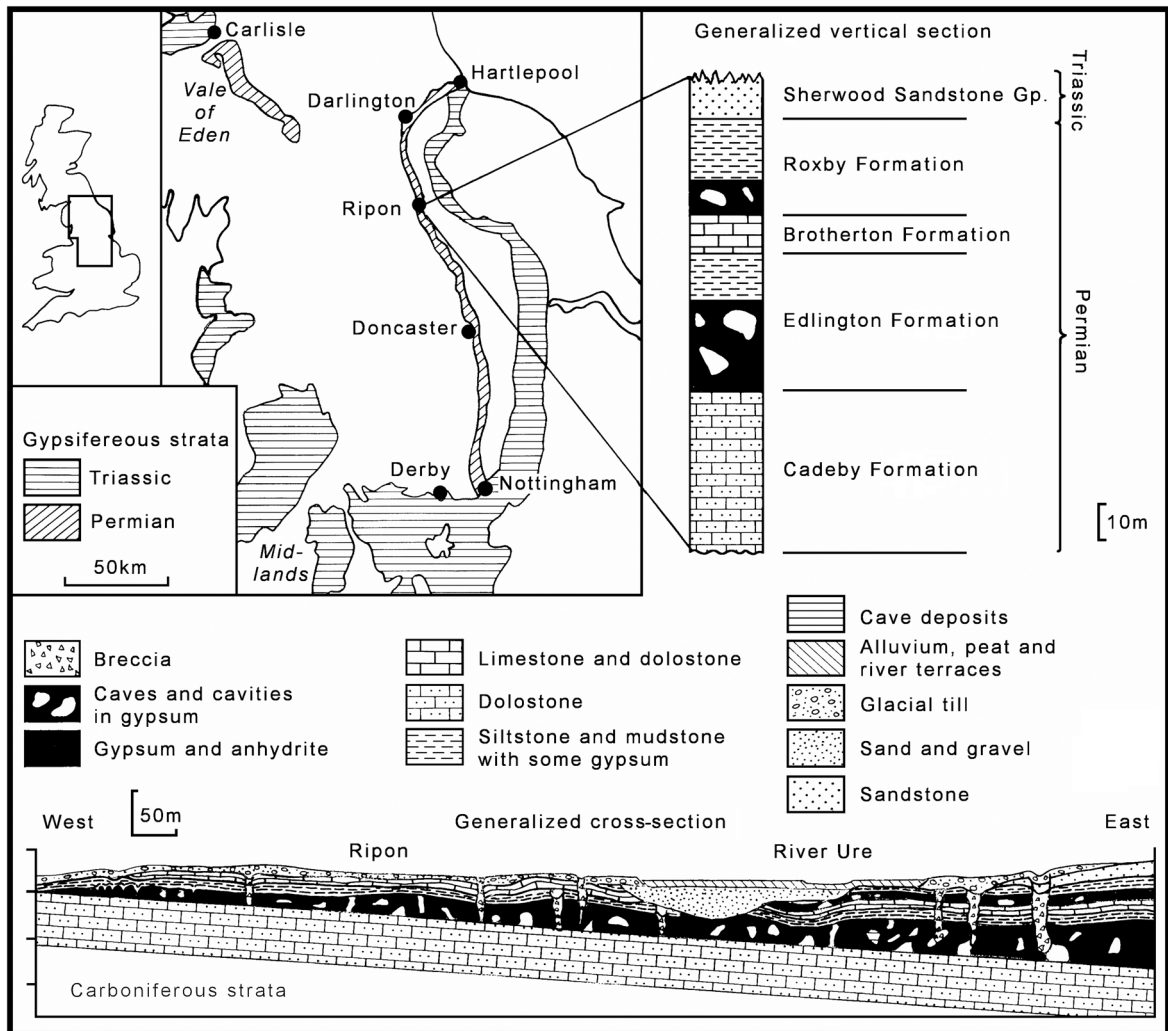 Carlisle
Vale
of
Eden
Hartlepool
Darlington
Ripon
Doncaster
Derby
Nottingham
Mid-
lands
Gypsifereous strata
Triassic
Permian
50km
Generalized vertical section
Sherwood Sandstone Gp.
Roxby Formation
Brotherton Formation
Edlington Formation
Cadeby Formation
Triassic
Permian
10m
Breccia
Caves and cavities
in gypsum
Gypsum and anhydrite
Limestone and dolostone
Dolostone
Siltstone and mudstone
with some gypsum
Cave deposits
Alluvium, peat and
river terraces
Glacial till
Sand and gravel
Sandstone
West
50m
Generalized cross-section
East
Ripon
River Ure
Carboniferous strata